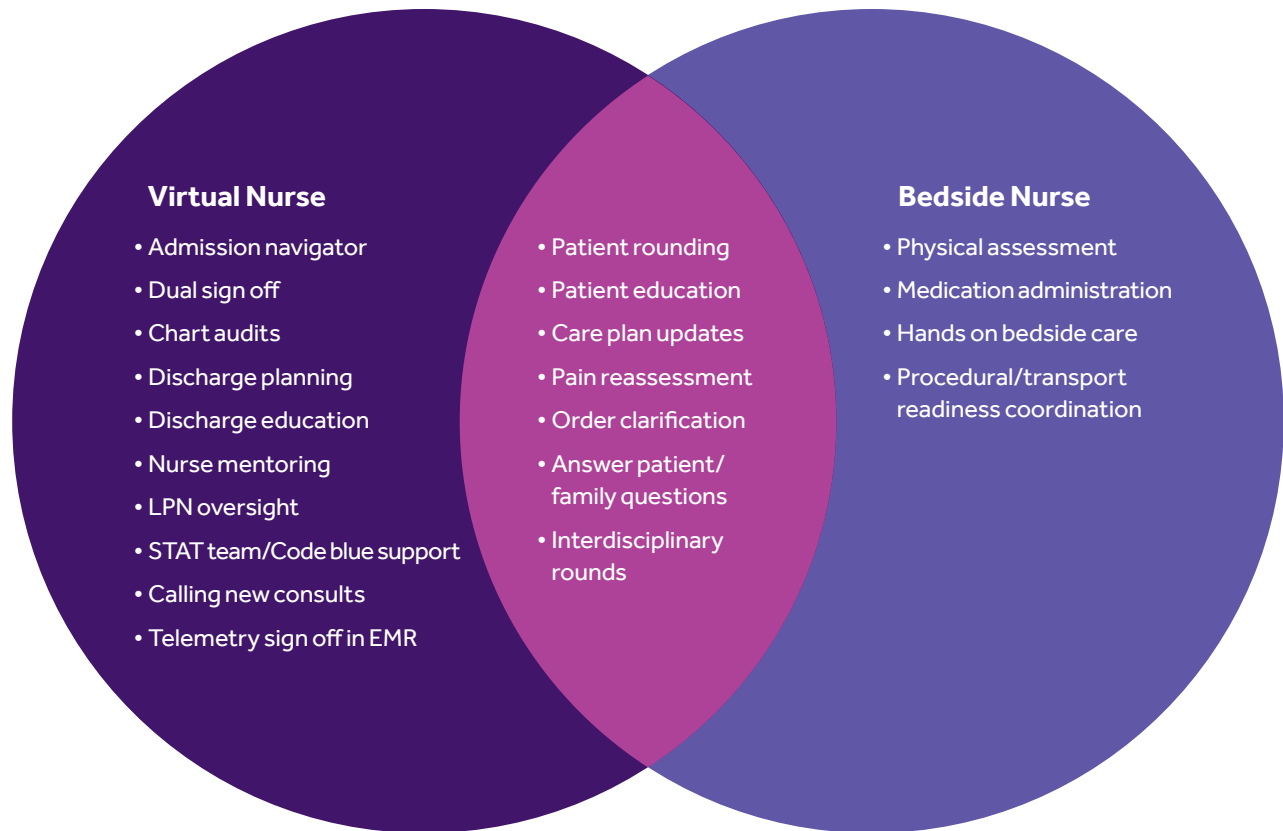 Virtual Nurse
• Admission navigator
• Dual sign off
• Chart audits
• Discharge planning
• Discharge education
• Nurse mentoring
• LPN oversight
• STAT team/Code blue support
• Calling new consults
• Telemetry sign off in EMR
• Patient rounding
• Patient education
• Care plan updates
• Pain reassessment
• Order clarification
• Answer patient/
family questions
• Interdisciplinary
rounds
Bedside Nurse
• Physical assessment
• Medication administration
• Hands on bedside care
• Procedural/transport
readiness coordination